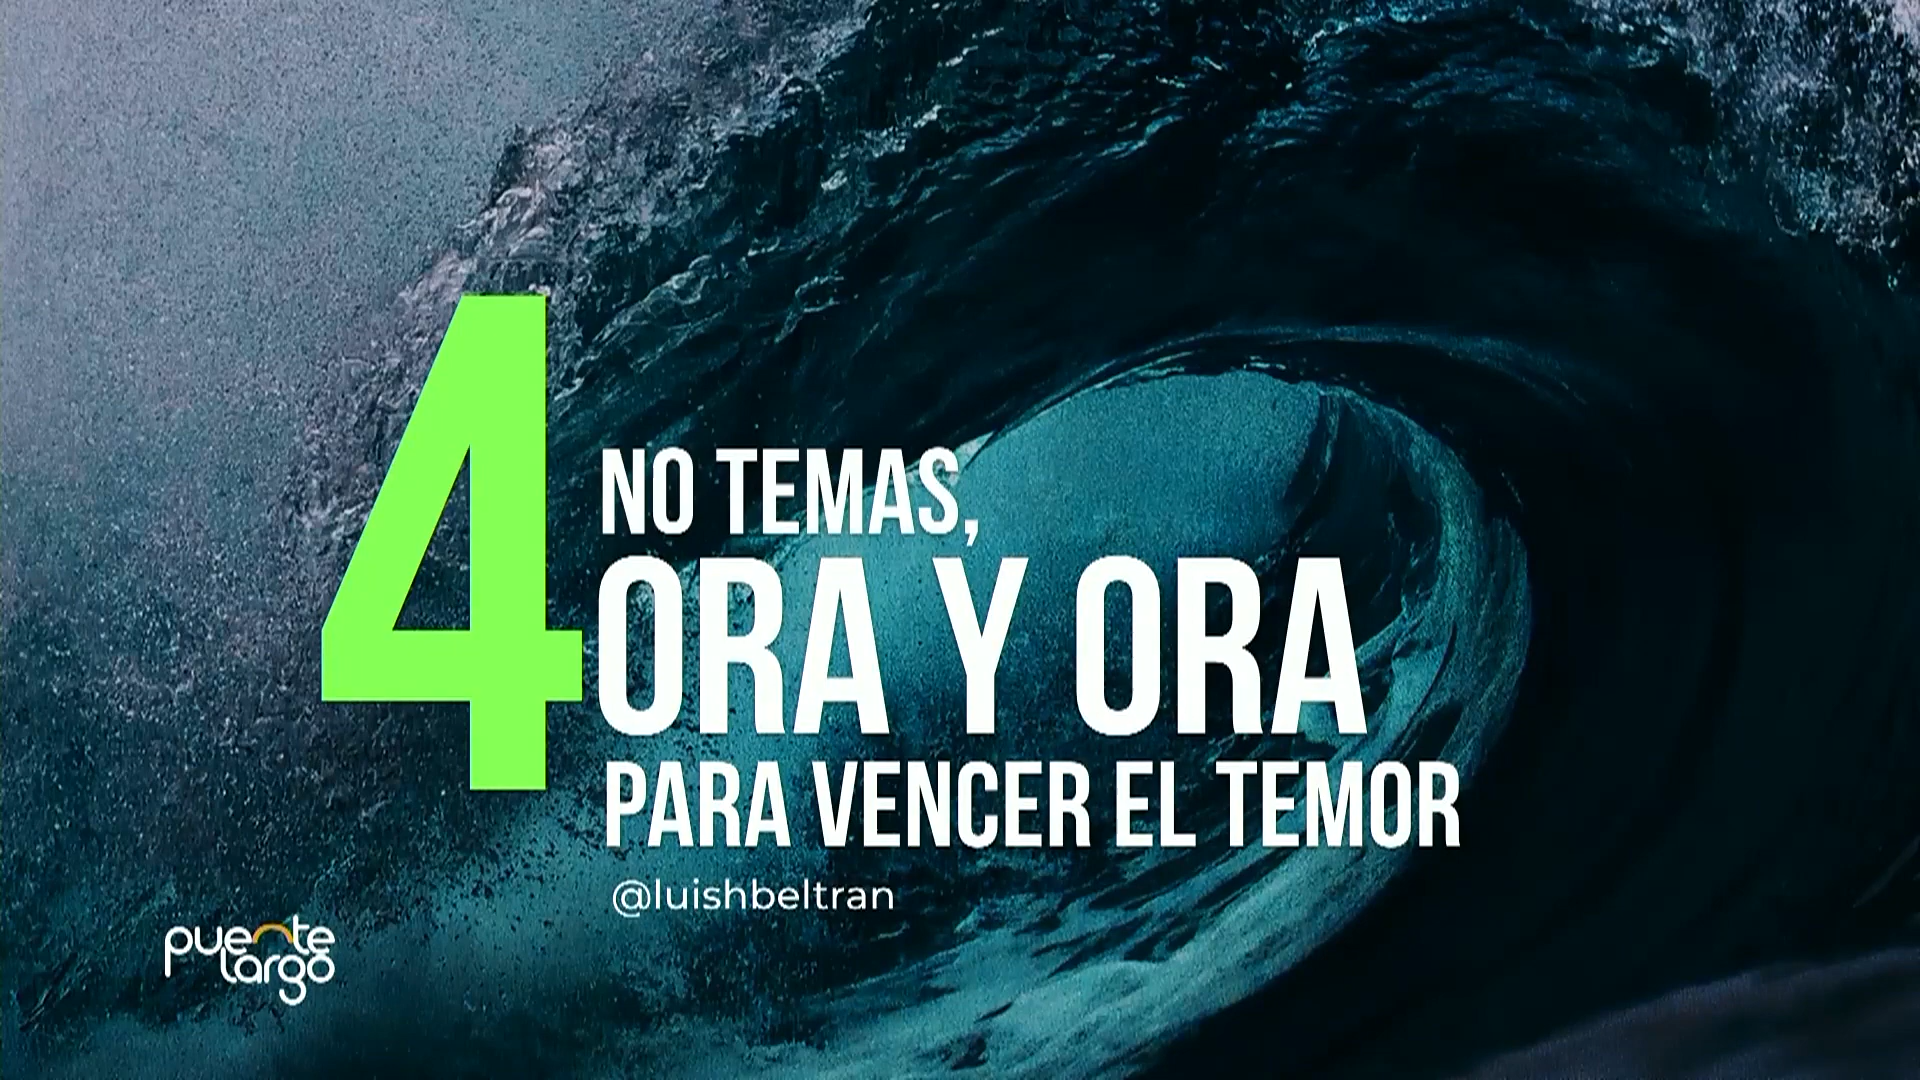 4
NO TEMAS,
ORA Y ORA
PARA VENCER EL TEMOR
@luishbeltran
puente
largo